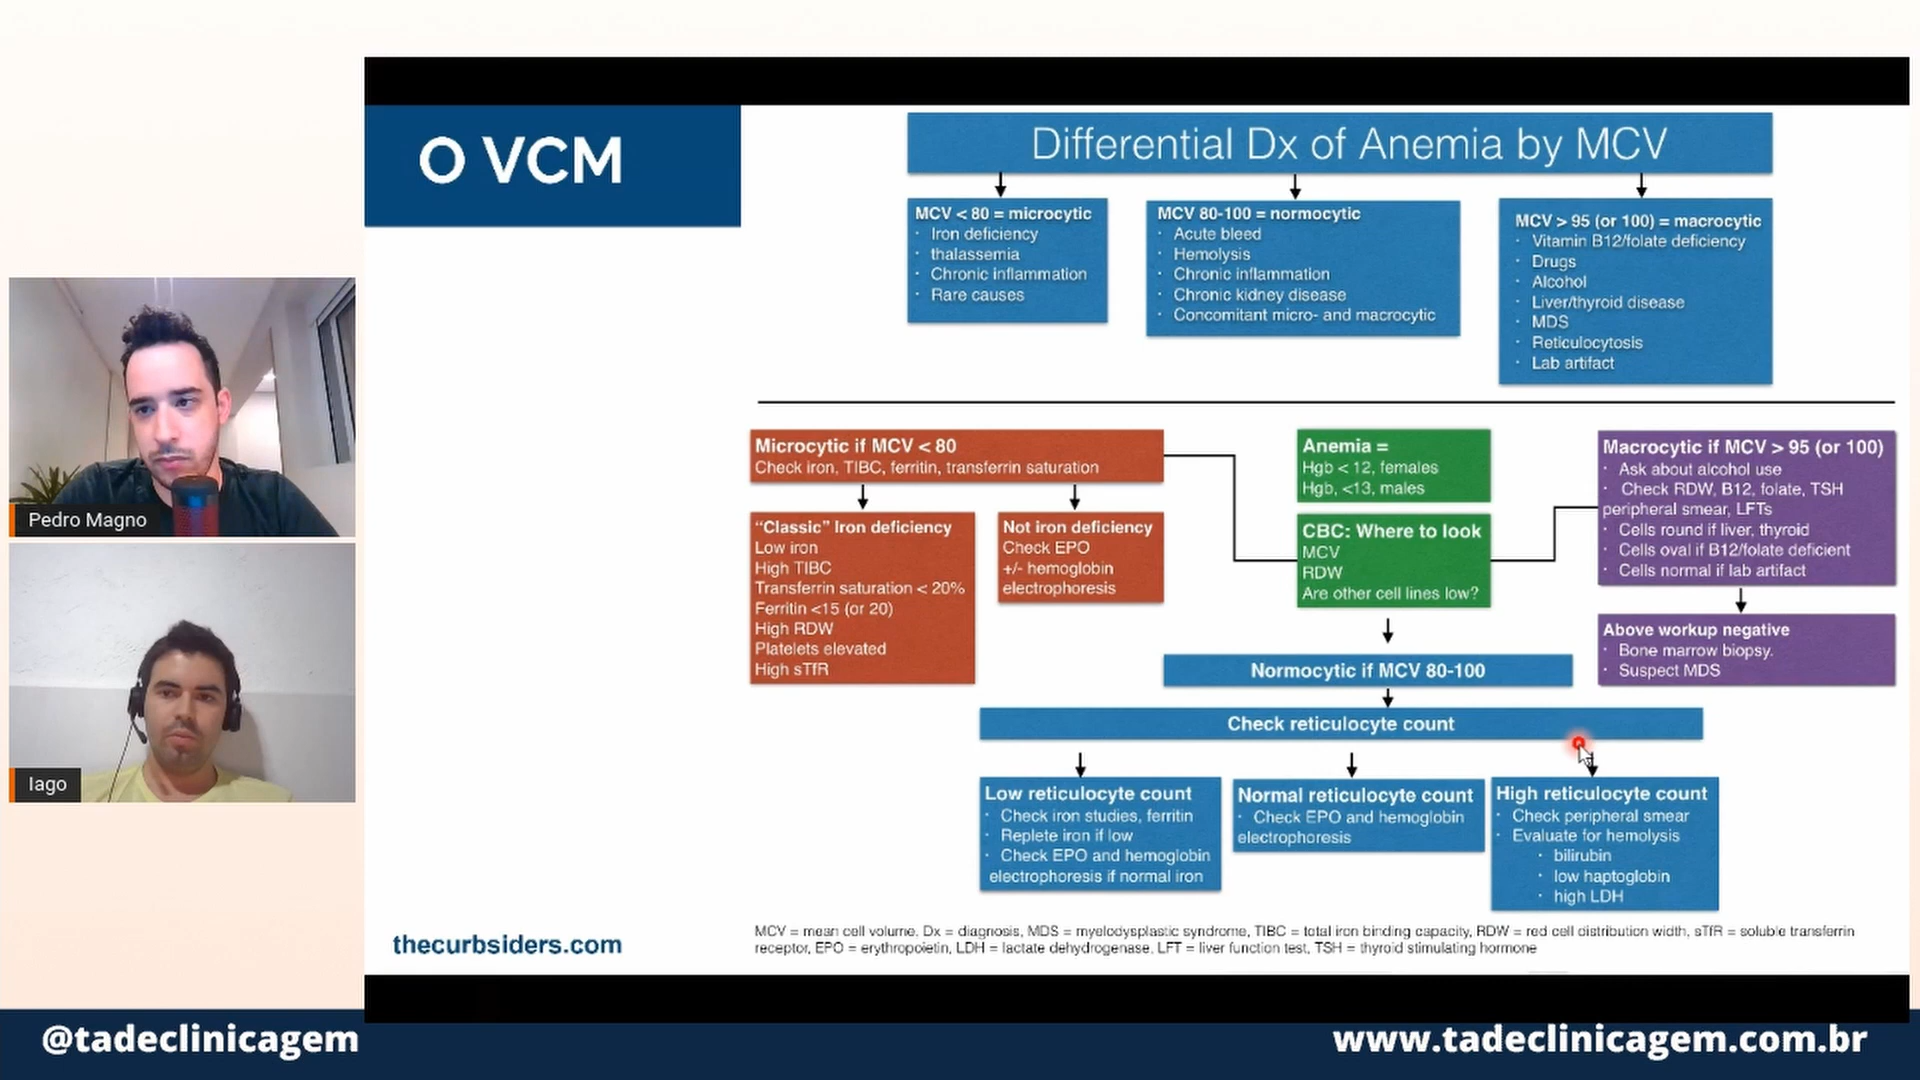 O VCM
Differential Dx of Anemia by MCV
MCV < 80 = microcytic
· Iron deficiency
· thalassemia
· Chronic inflammation
· Rare causes
MCV 80-100 = normocytic
· Acute bleed
· Hemolysis
· Chronic inflammation
· Chronic kidney disease
· Concomitant micro- and macrocytic
MCV > 95 (or 100) = macrocytic
· Vitamin B12/folate deficiency
· Drugs
· Alcohol
· Liver/thyroid disease
· MDS
· Reticulocytosis
· Lab artifact
Microcytic if MCV < 80
Check iron, TIBC, ferritin, transferrin saturation
“Classic” Iron deficiency
Low iron
High TIBC
Transferrin saturation < 20%
Ferritin <15 (or 20)
High RDW
Platelets elevated
High sTfR
Not iron deficiency
Check EPO
+/- hemoglobin
electrophoresis
Anemia =
Hgb < 12, females
Hgb, <13, males
CBC: Where to look
MCV
RDW
Are other cell lines low?
Macrocytic if MCV > 95 (or 100)
· Ask about alcohol use
· Check RDW, B12, folate, TSH
peripheral smear, LFTs
· Cells round if liver, thyroid
· Cells oval if B12/folate deficient
· Cells normal if lab artifact
Above workup negative
· Bone marrow biopsy.
· Suspect MDS
Normocytic if MCV 80-100
Check reticulocyte count
Low reticulocyte count
· Check iron studies, ferritin
· Replete iron if low
· Check EPO and hemoglobin
electrophoresis if normal iron
Normal reticulocyte count
· Check EPO and hemoglobin
electrophoresis
High reticulocyte count
· Check peripheral smear
· Evaluate for hemolysis
· bilirubin
· low haptoglobin
· high LDH
MCV = mean cell volume, Dx = diagnosis, MDS = myelodysplastic syndrome, TIBC = total iron binding capacity, RDW = red cell distribution width, sTfR = soluble transferrin
receptor, EPO = erythropoietin, LDH = lactate dehydrogenase, LFT = liver function test, TSH = thyroid stimulating hormone
thecurbsiders.com
Pedro Magno
Iago
@tadeclinicagem
www.tadeclinicagem.com.br